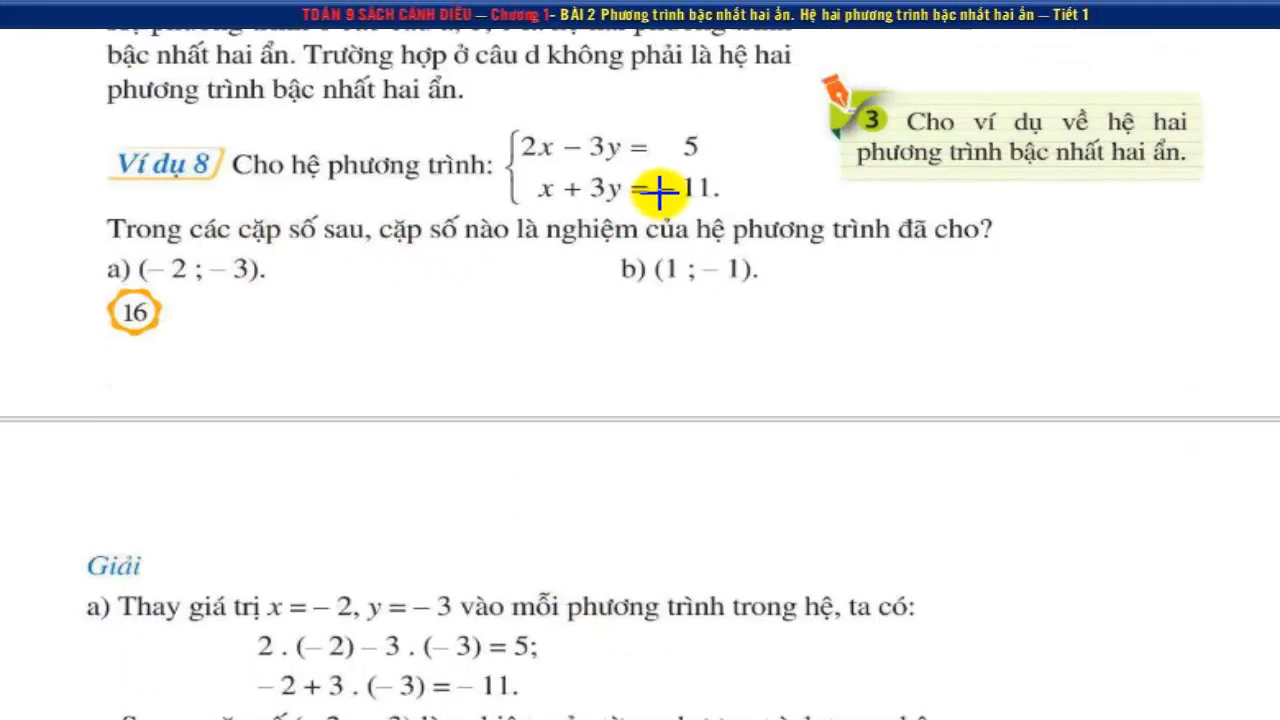 TOÁN 9 SÁCH CÁNH DIỀU – Chương 1- BÀI 2 Phương trình bậc nhất hai ẩn. Hệ hai phương trình bậc nhất hai ẩn – Tiết 1
bậc nhất hai ẩn. Trường hợp ở câu d không phải là hệ hai
phương trình bậc nhất hai ẩn.
3 Cho ví dụ về hệ hai
phương trình bậc nhất hai ẩn.
Ví dụ 8 Cho hệ phương trình: { 2x – 3y = 5
x + 3y = – 11.
Trong các cặp số sau, cặp số nào là nghiệm của hệ phương trình đã cho?
a) (– 2 ; – 3). b) (1 ; – 1).
16
Giải
a) Thay giá trị x = – 2, y = – 3 vào mỗi phương trình trong hệ, ta có:
2 . (– 2) – 3 . (– 3) = 5;
– 2 + 3 . (– 3) = – 11.